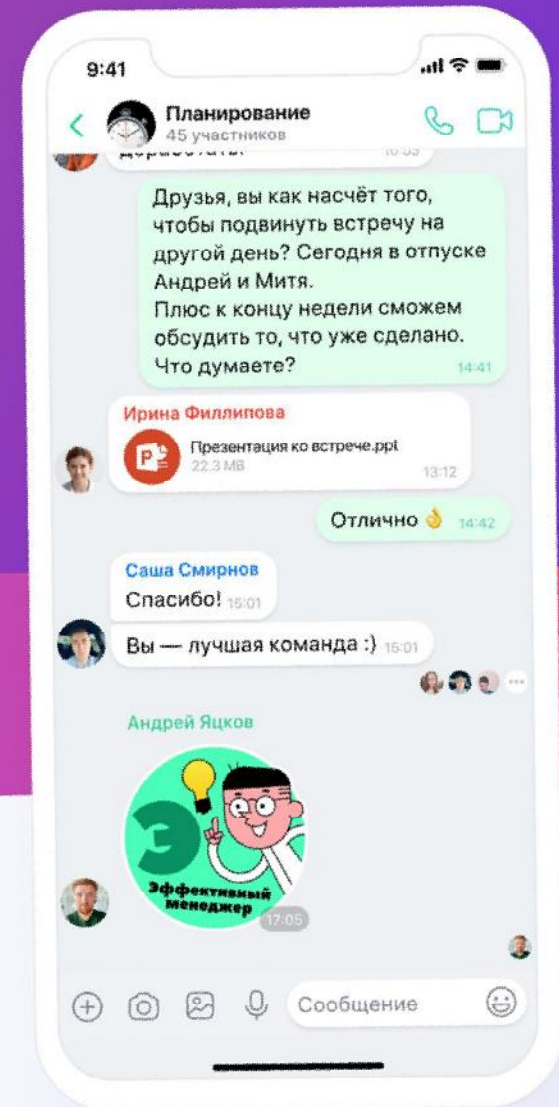 9:41
Планирование
45 участников
10:53
Друзья, вы как насчёт того,
чтобы подвинуть встречу на
другой день? Сегодня в отпуске
Андрей и Митя.
Плюс к концу недели сможем
обсудить то, что уже сделано.
Что думаете?
14:41
Ирина Филлипова
Презентация ко встрече.ppt
22.3 MB
13:12
Отлично👌 14:42
Саша Смирнов
Спасибо! 15:01
Вы — лучшая команда :) 15:01
Андрей Яцков
Э
Эффективный
менеджер
17:05
Сообщение